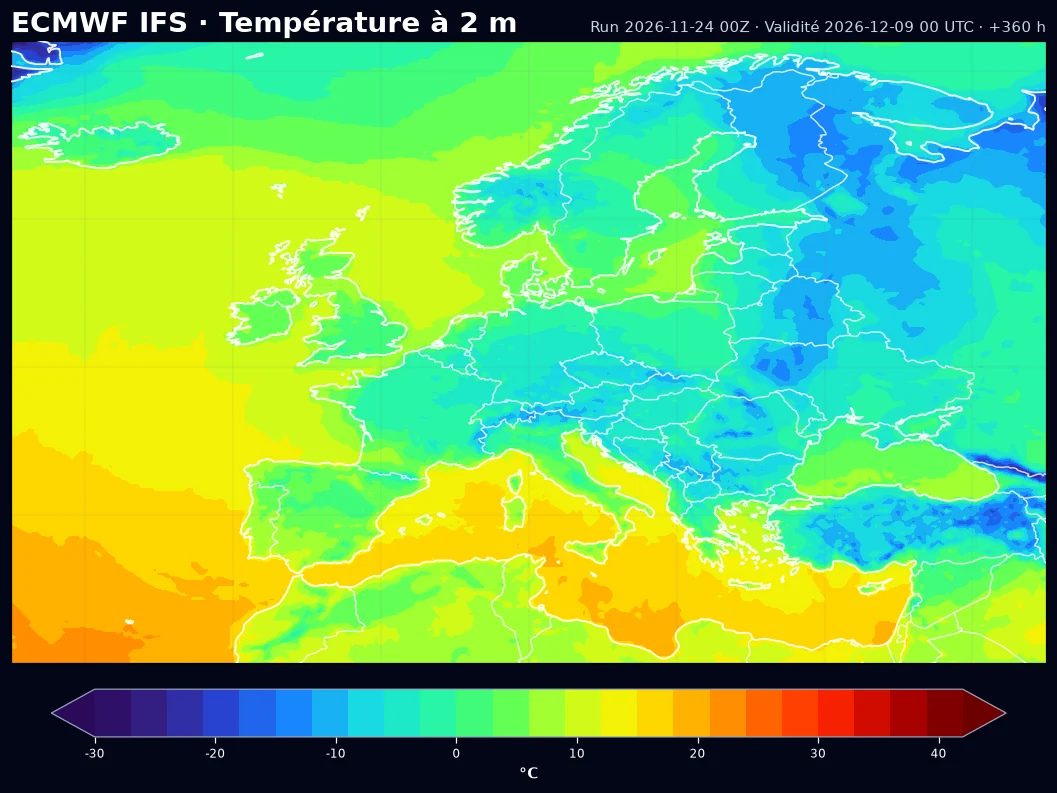 ECMWF IFS · Température à 2 m
Run 2026-11-24 00Z · Validité 2026-12-09 00 UTC · +360 h
-30 -20 -10 0 10 20 30 40
°C